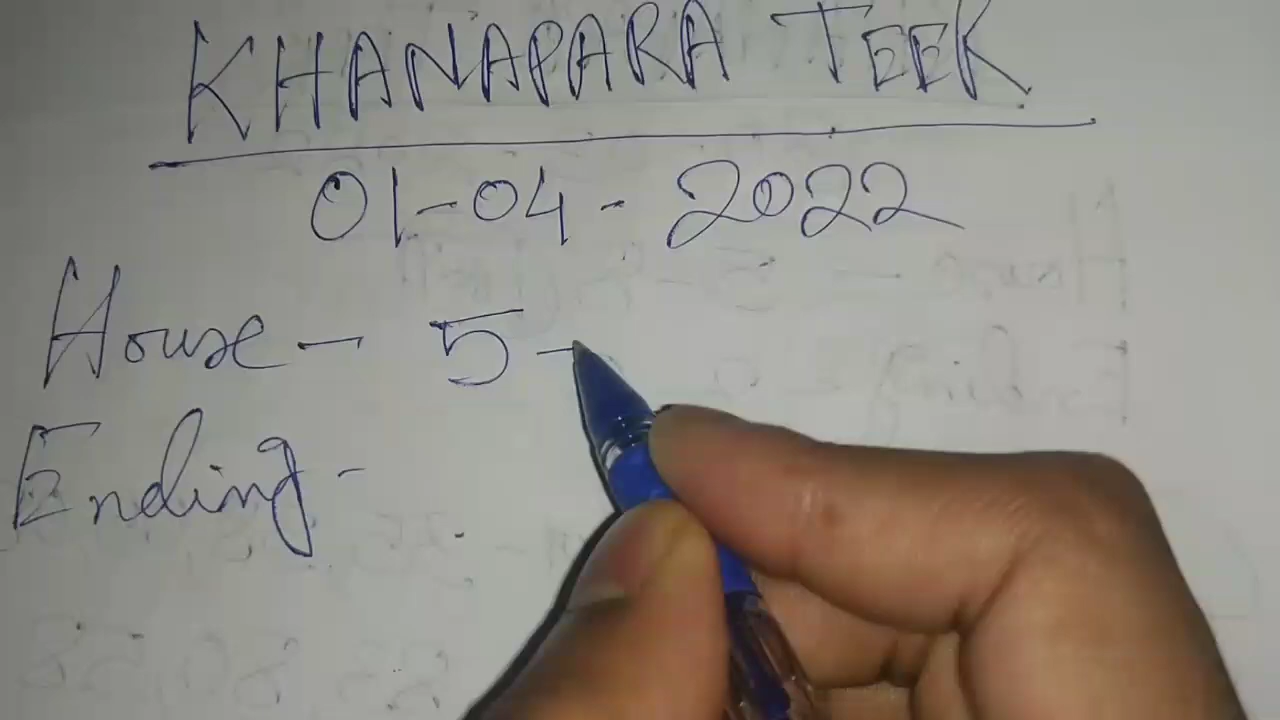 KHANAPARA TEEK
01-04-2022
House - 5 -
Ending -